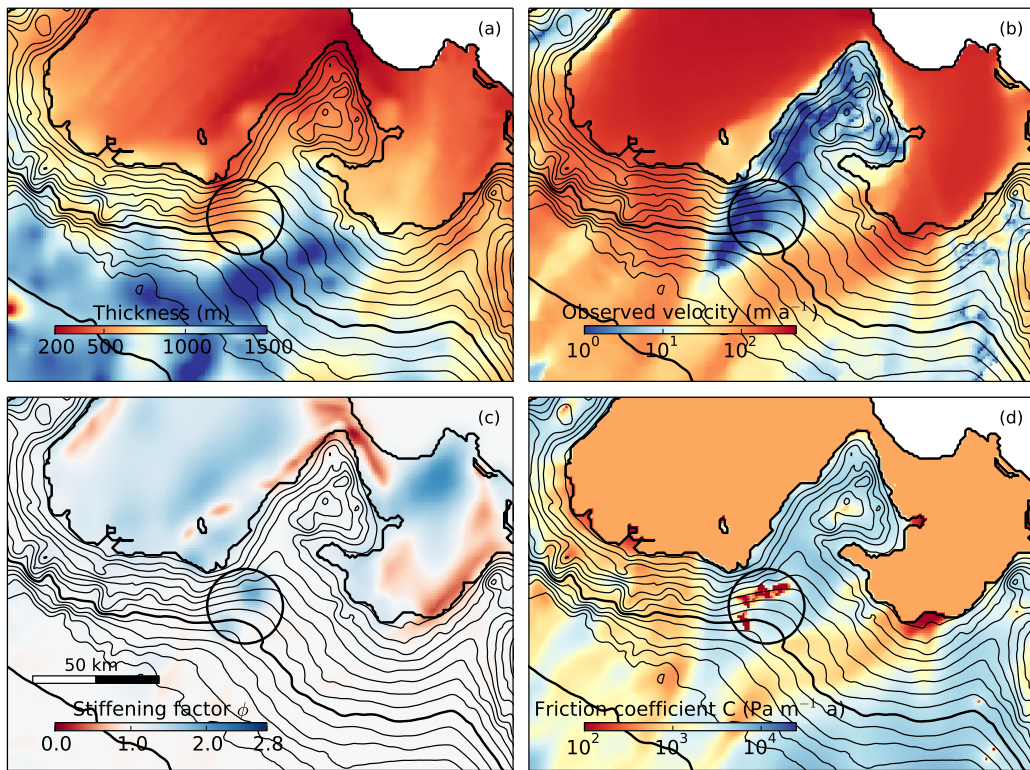 (a)
Thickness (m)
200 500 1000 1500
(b)
Observed velocity (m a⁻¹)
10⁰ 10¹ 10²
(c)
50 km
Stiffening factor ϕ
0.0 1.0 2.0 2.8
(d)
Friction coefficient C (Pa m⁻¹ a)
10² 10³ 10⁴